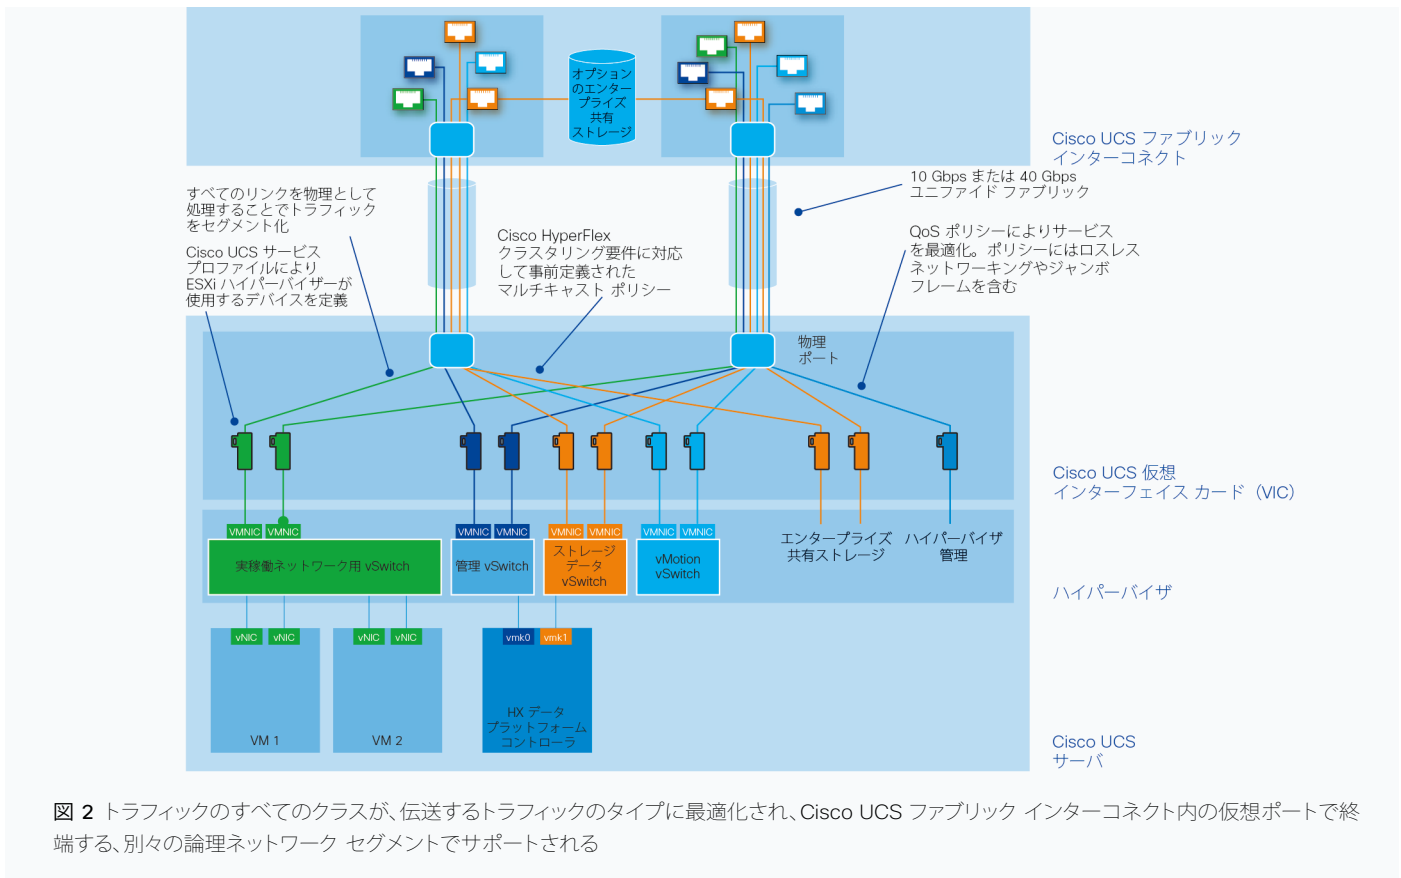 オプション
のエンター
プライズ
共有
ストレージ
Cisco UCS ファブリック
インターコネクト
10 Gbps または 40 Gbps
ユニファイド ファブリック
すべてのリンクを物理として
処理することでトラフィック
をセグメント化
Cisco UCS サービス
プロファイルにより
ESXi ハイパーバイザーが
使用するデバイスを定義
Cisco HyperFlex
クラスタリング要件に対応
して事前定義された
マルチキャスト ポリシー
QoS ポリシーによりサービス
を最適化。ポリシーにはロスレス
ネットワーキングやジャンボ
フレームを含む
物理
ポート
Cisco UCS 仮想
インターフェイス カード（VIC）
VMNIC VMNIC VMNIC VMNIC VMNIC VMNIC VMNIC VMNIC
実稼働ネットワーク用 vSwitch
管理 vSwitch
ストレージ
データ
vSwitch
vMotion
vSwitch
エンタープライズ
共有ストレージ
ハイパーバイザ
管理
ハイパーバイザ
vNIC vNIC vNIC vNIC vmk0 vmk1
VM 1
VM 2
HX データ
プラットフォーム
コントローラ
Cisco UCS
サーバ
図 2 トラフィックのすべてのクラスが、伝送するトラフィックのタイプに最適化され、Cisco UCS ファブリック インターコネクト内の仮想ポートで終
端する、別々の論理ネットワーク セグメントでサポートされる